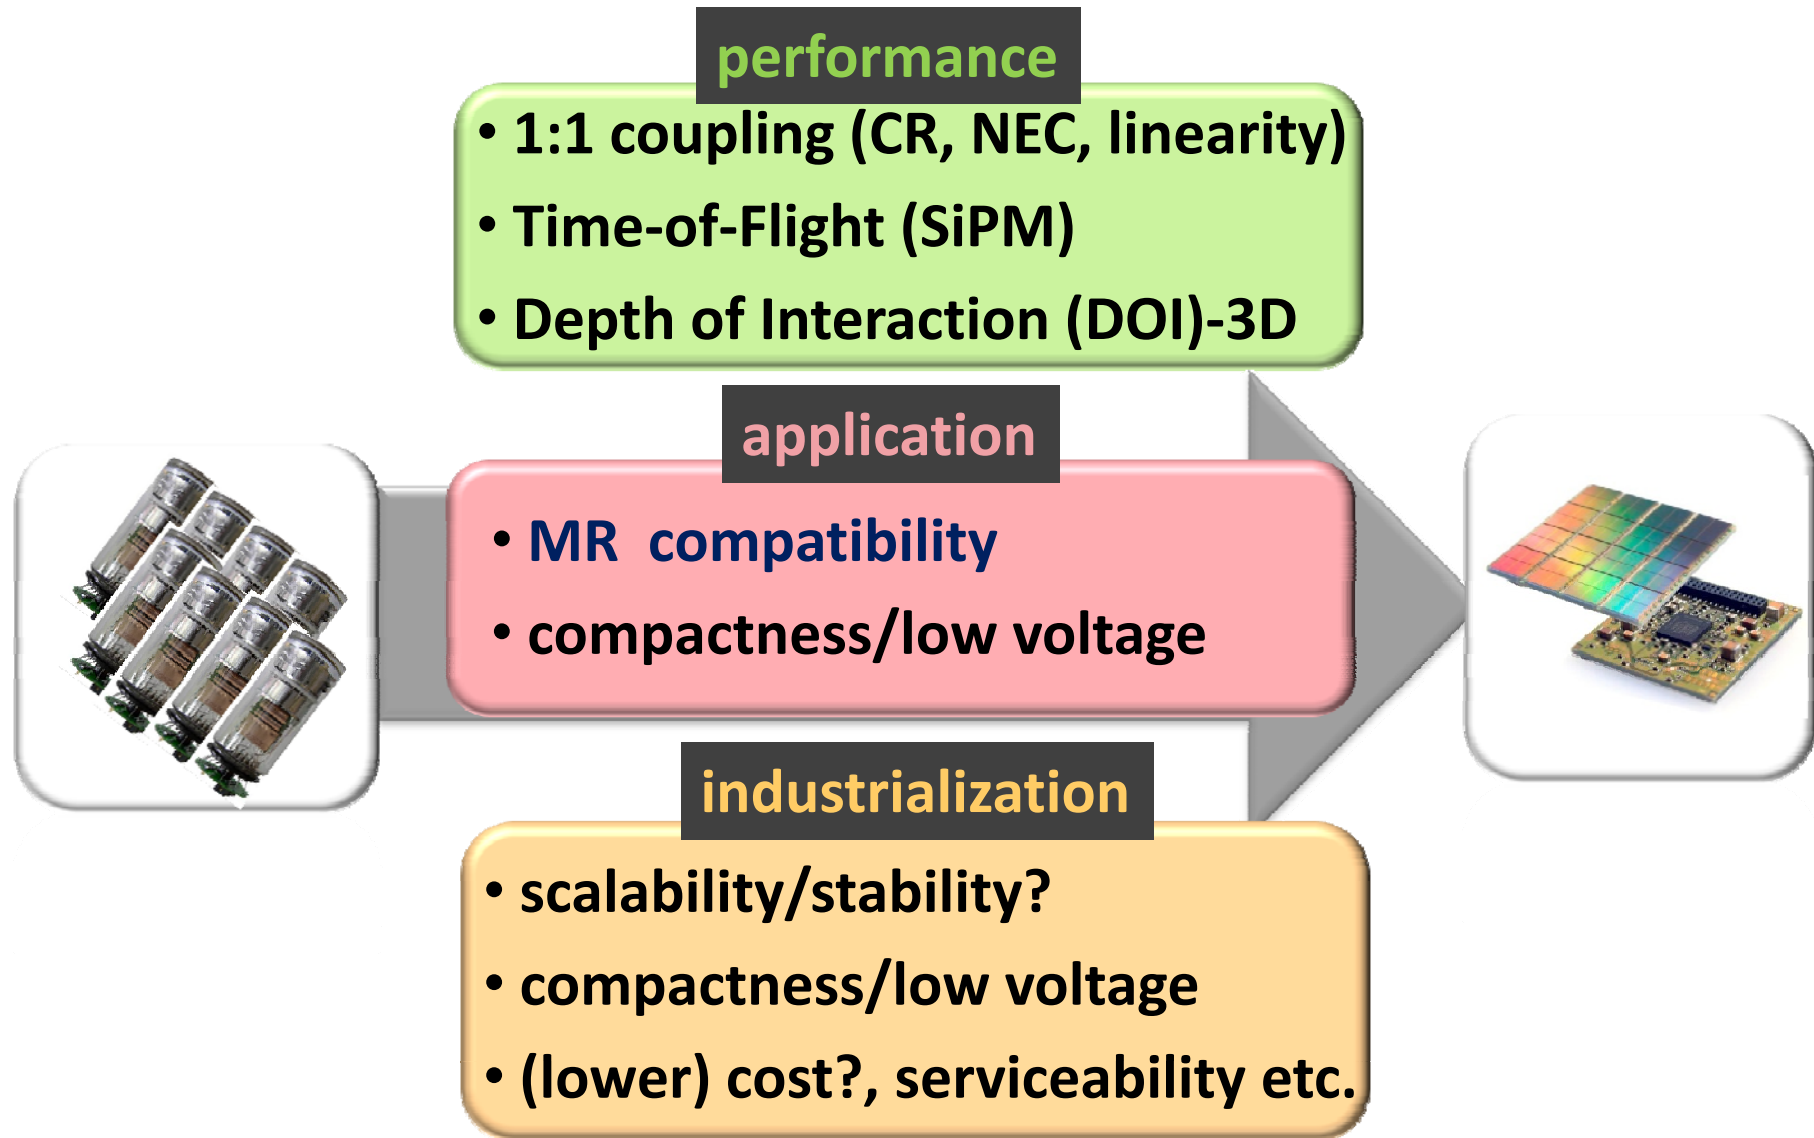 performance
• 1:1 coupling (CR, NEC, linearity)
• Time-of-Flight (SiPM)
• Depth of Interaction (DOI)-3D
application
• MR  compatibility
• compactness/low voltage
industrialization
• scalability/stability?
• compactness/low voltage
• (lower) cost?, serviceability etc.